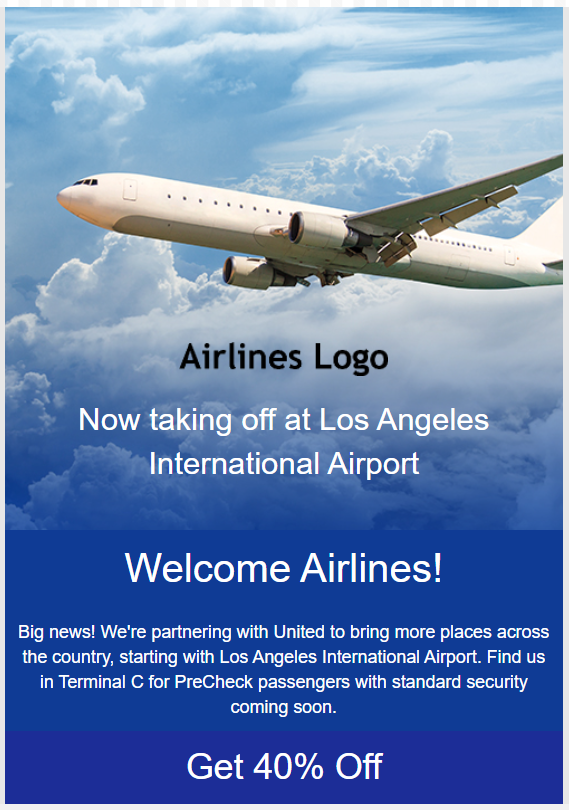 Airlines Logo
Now taking off at Los Angeles
International Airport
Welcome Airlines!
Big news! We're partnering with United to bring more places across
the country, starting with Los Angeles International Airport. Find us
in Terminal C for PreCheck passengers with standard security
coming soon.
Get 40% Off